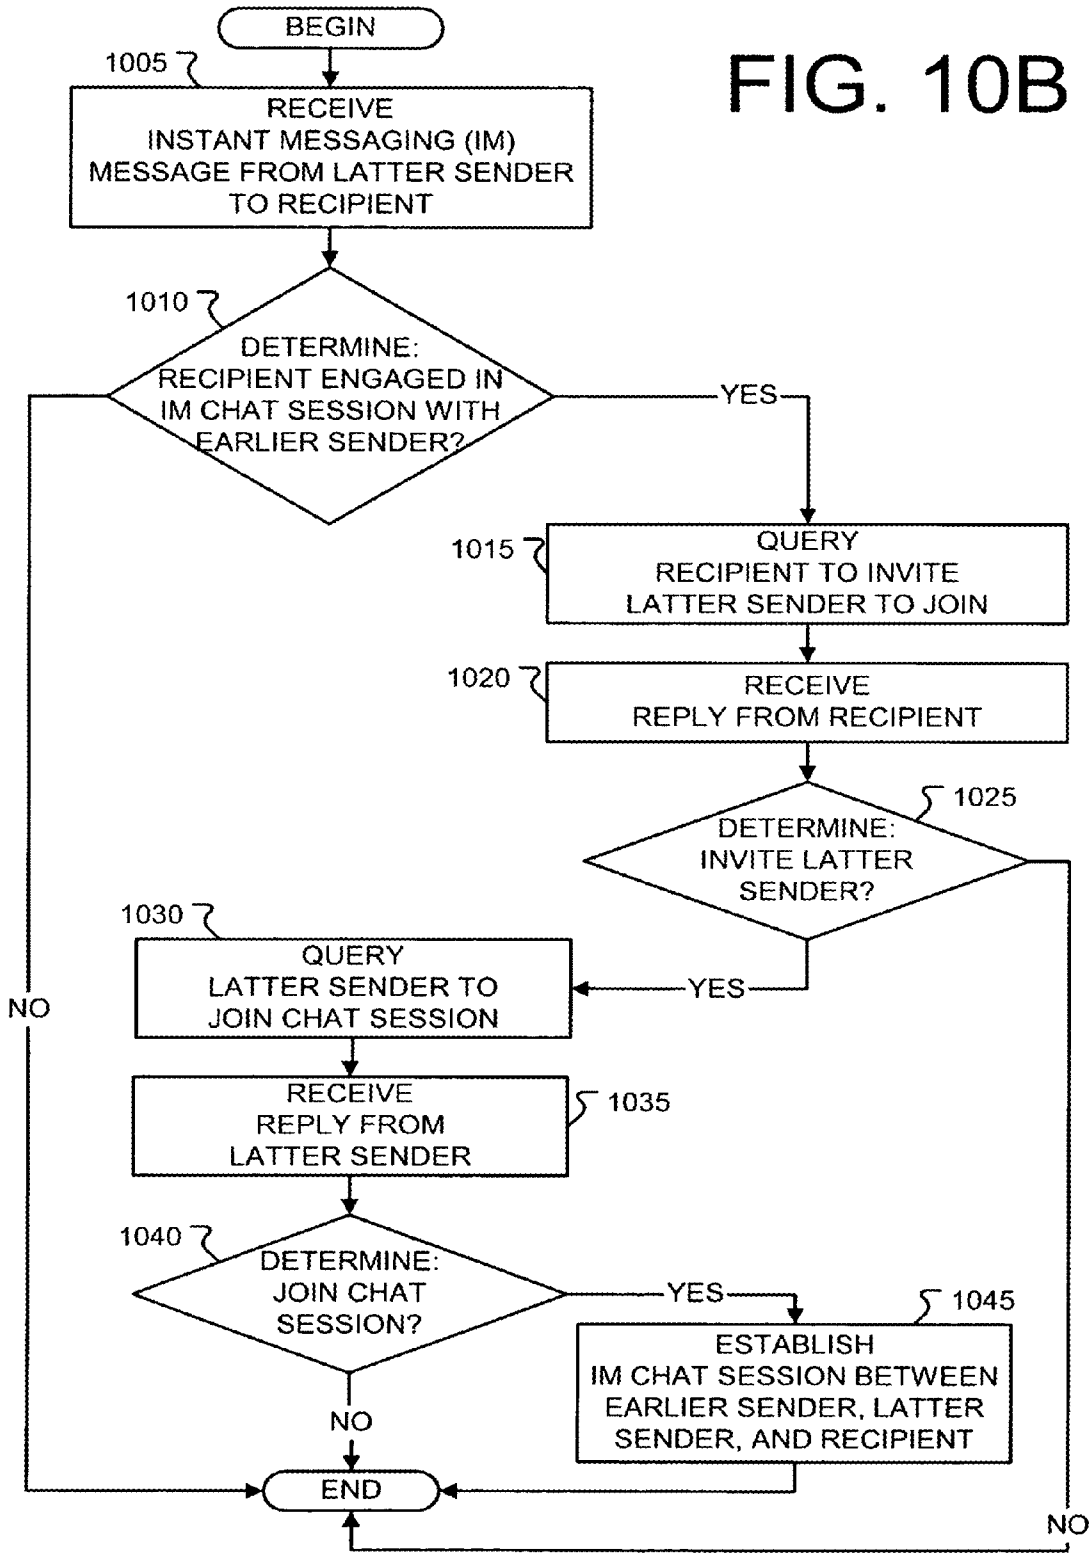 BEGIN
FIG. 10B
1005
RECEIVE
INSTANT MESSAGING (IM)
MESSAGE FROM LATTER SENDER
TO RECIPIENT
1010
DETERMINE:
RECIPIENT ENGAGED IN
IM CHAT SESSION WITH
EARLIER SENDER?
YES
1015
QUERY
RECIPIENT TO INVITE
LATTER SENDER TO JOIN
1020
RECEIVE
REPLY FROM RECIPIENT
1025
DETERMINE:
INVITE LATTER
SENDER?
YES
1030
QUERY
LATTER SENDER TO
JOIN CHAT SESSION
NO
RECEIVE
REPLY FROM
LATTER SENDER
1035
1040
DETERMINE:
JOIN CHAT
SESSION?
YES
1045
ESTABLISH
IM CHAT SESSION BETWEEN
EARLIER SENDER, LATTER
SENDER, AND RECIPIENT
NO
END
NO